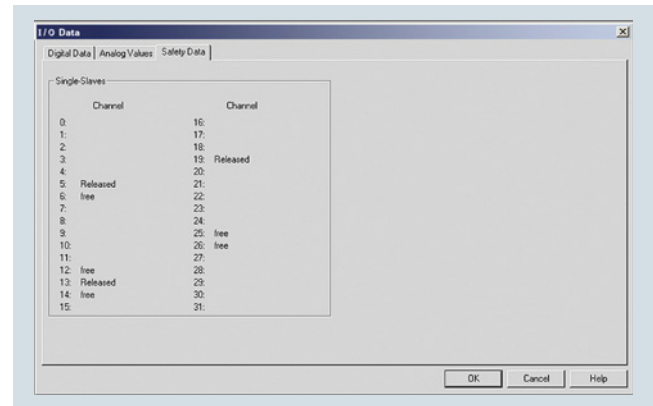 I/O Data
Digital Data Analog Values Safety Data
Single-Slaves
Channel Channel
0: 16:
1: 17:
2: 18:
3: 19: Released
4: 20:
5: Released 21:
6: free 22:
7: 23:
8: 24:
9: 25: free
10: 26: free
11: 27:
12: free 28:
13: Released 29:
14: free 30:
15: 31:
OK Cancel Help